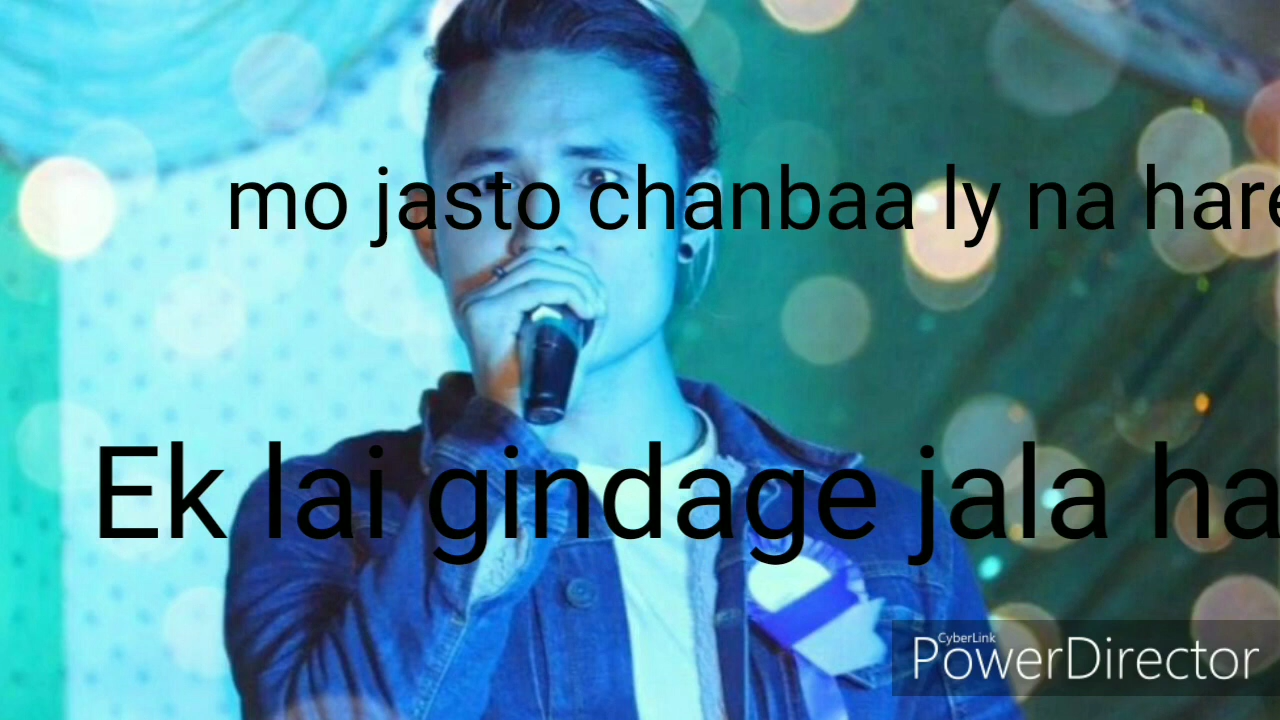 mo jasto chanbaa ly na hare
Ek lai gindage jala ha
CyberLink
PowerDirector